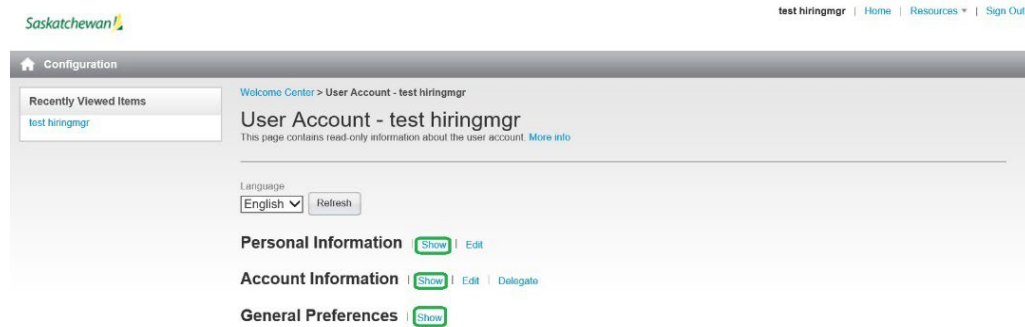 test hiringmgr | Home | Resources | Sign Out
Saskatchewan
Configuration
Recently Viewed Items
test hiringmgr
Welcome Center > User Account - test hiringmgr
User Account - test hiringmgr
This page contains read-only information about the user account. More info
Language
English Refresh
Personal Information | Show | Edit
Account Information | Show | Edit | Delegate
General Preferences | Show